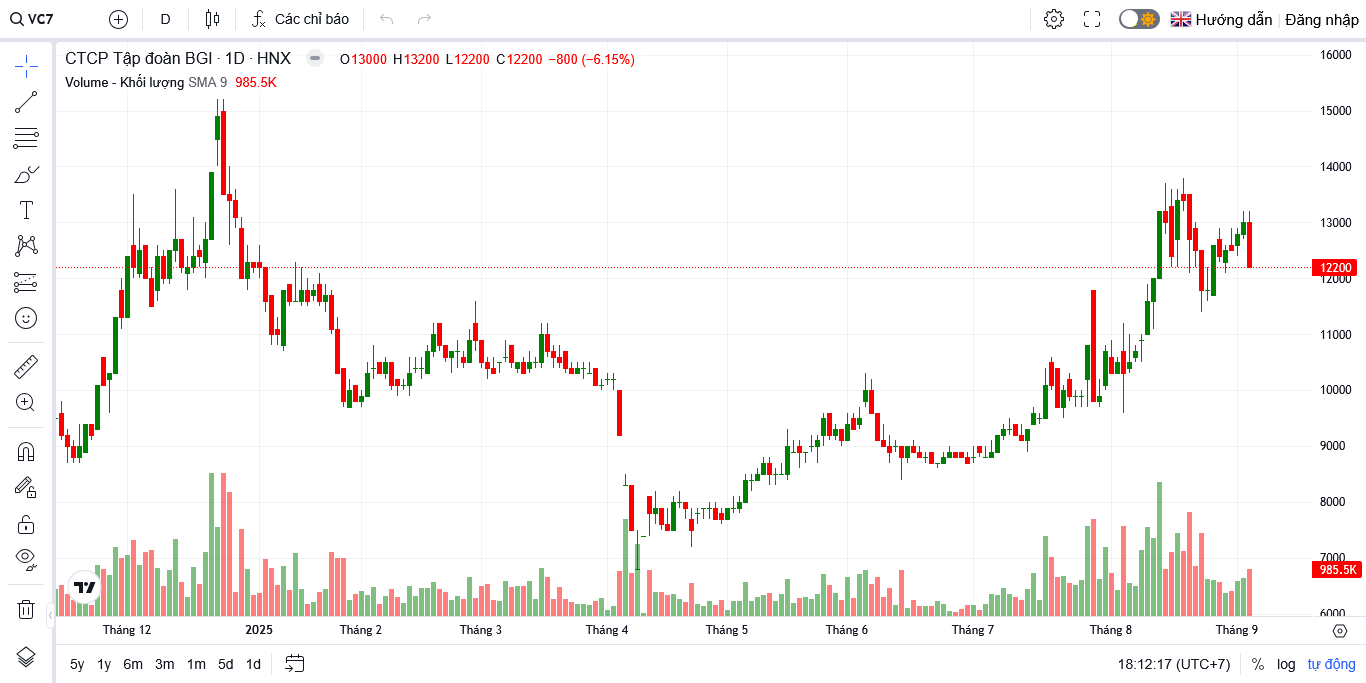 VC7 D Các chỉ báo Hướng dẫn Đăng nhập
CTCP Tập đoàn BGI · 1D · HNX O13000 H13200 L12200 C12200 −800 (−6.15%)
Volume - Khối lượng SMA 9 985.5K
16000
15000
14000
13000
12200
12000
11000
10000
9000
8000
7000
985.5K
6000
Tháng 12 2025 Tháng 2 Tháng 3 Tháng 4 Tháng 5 Tháng 6 Tháng 7 Tháng 8 Tháng 9
5y 1y 6m 3m 1m 5d 1d 18:12:17 (UTC+7) % log tự động